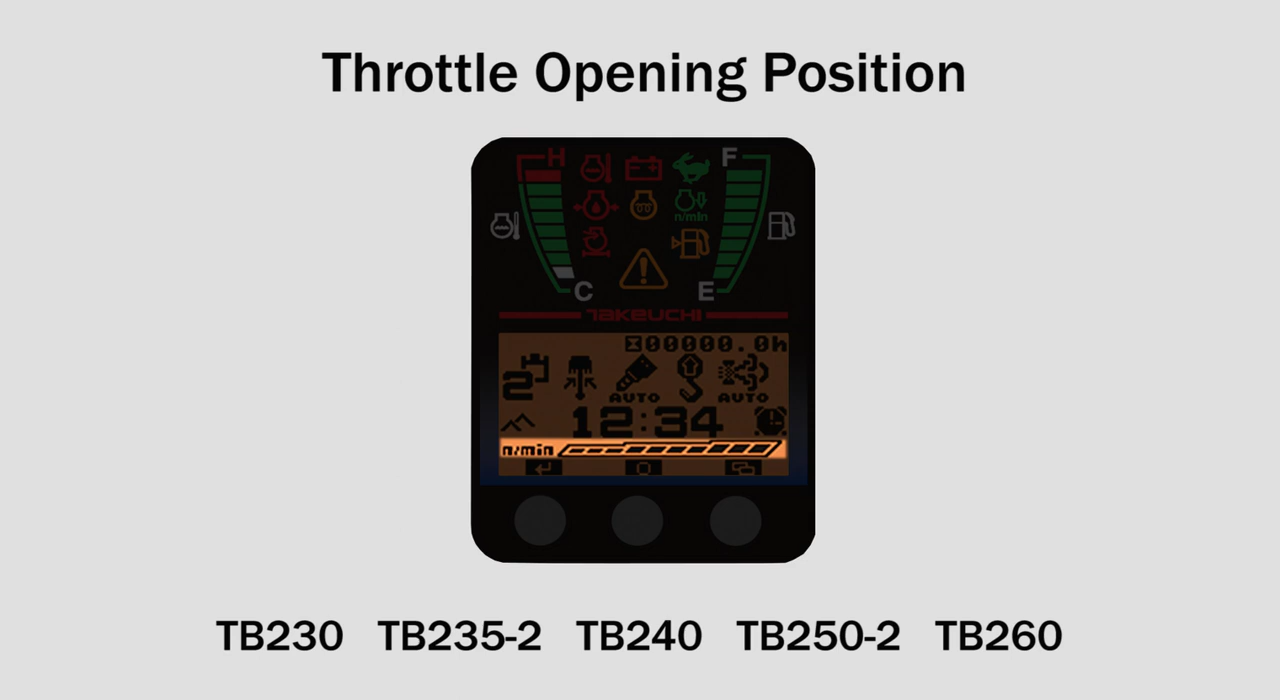 Throttle Opening Position
H F
n/min
C E
TAKEUCHI
00000.0h
2
AUTO AUTO
12:34
n/min
TB230 TB235-2 TB240 TB250-2 TB260